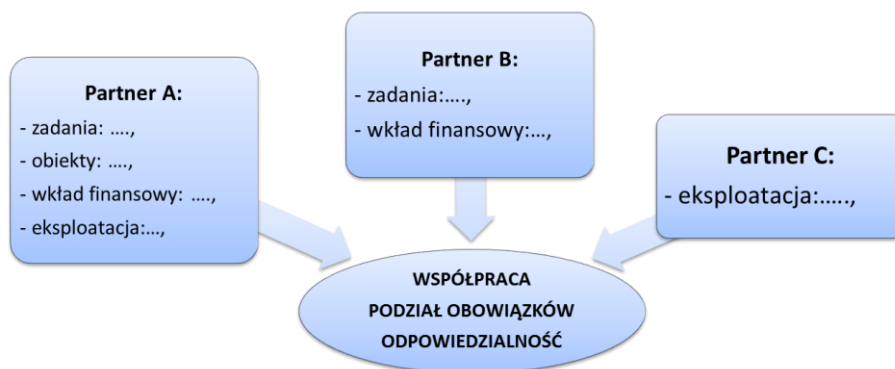 Partner A:
- zadania: ….,
- obiekty: ….,
- wkład finansowy: ….,
- eksploatacja:…,
Partner B:
- zadania:….,
- wkład finansowy:…,
Partner C:
- eksploatacja:…..,
WSPÓŁPRACA
PODZIAŁ OBOWIĄZKÓW
ODPOWIEDZIALNOŚĆ